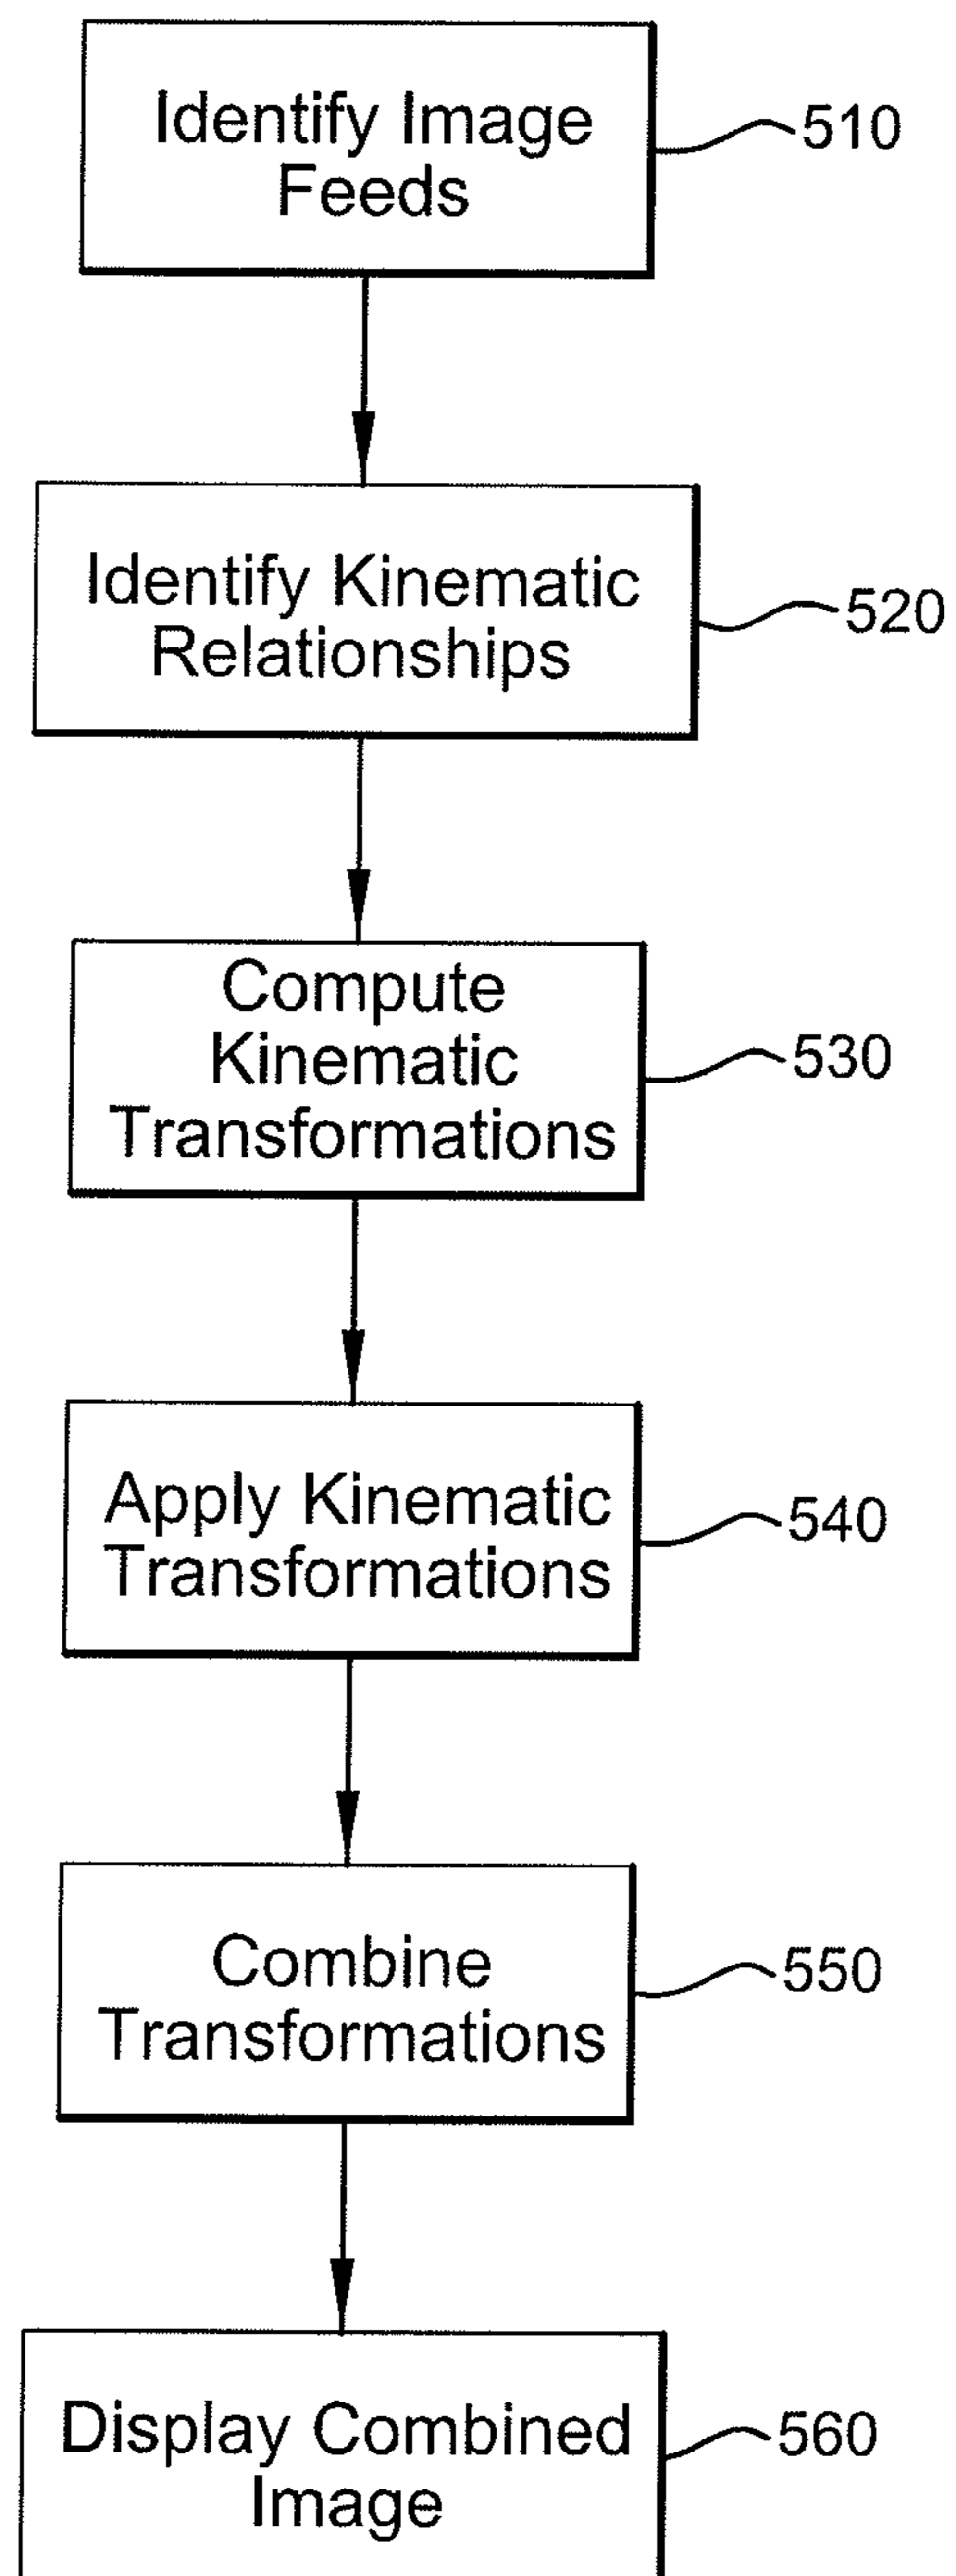 Identify Image
Feeds
510
Identify Kinematic
Relationships
520
Compute
Kinematic
Transformations
530
Apply Kinematic
Transformations
540
Combine
Transformations
550
Display Combined
Image
560